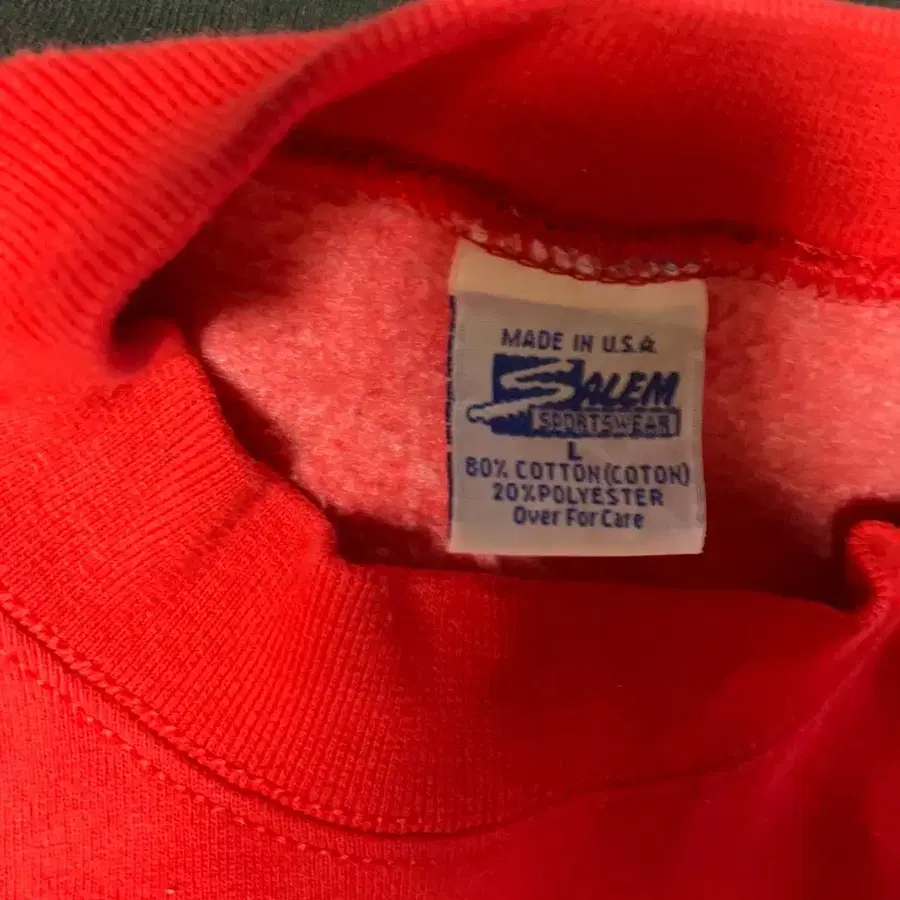 MADE IN U.S.A.
SALEM
SPORTSWEAR
L
80% COTTON (COTON)
20% POLYESTER
Over For Care